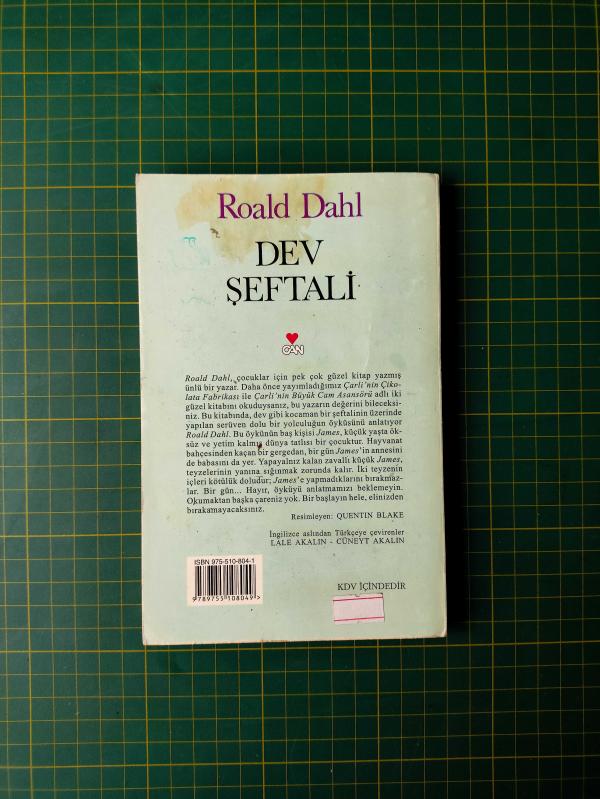 Roald Dahl
DEV
ŞEFTALİ
CAN
Roald Dahl, çocuklar için pek çok güzel kitap yazmış
ünlü bir yazar. Daha önce yayımladığımız Çarli'nin Çiko-
lata Fabrikası ile Çarli'nin Büyük Cam Asansörü adlı iki
güzel kitabını okuduysanız, bu yazarın değerini bileceksi-
niz. Bu kitabında, dev gibi kocaman bir şeftalinin üzerinde
yapılan serüven dolu bir yolculuğun öyküsünü anlatıyor
Roald Dahl. Bu öykünün baş kişisi James, küçük yaşta ök-
süz ve yetim kalmış dünya tatlısı bir çocuktur. Hayvanat
bahçesinden kaçan bir gergedan, bir gün James'in annesini
de babasını da yer. Yapayalnız kalan zavallı küçük James,
teyzelerinin yanına sığınmak zorunda kalır. İki teyzenin
içleri kötülük doludur; James'e yapmadıklarını bırakmaz-
lar. Bir gün... Hayır, öyküyü anlatmamızı beklemeyin.
Okumaktan başka çareniz yok. Bir başlayın hele, elinizden
bırakamayacaksınız.
Resimleyen: QUENTIN BLAKE
İngilizce aslından Türkçeye çevirenler
LALE AKALIN - CÜNEYT AKALIN
ISBN 975-510-804-1
9789755108049>
KDV İÇİNDEDİR